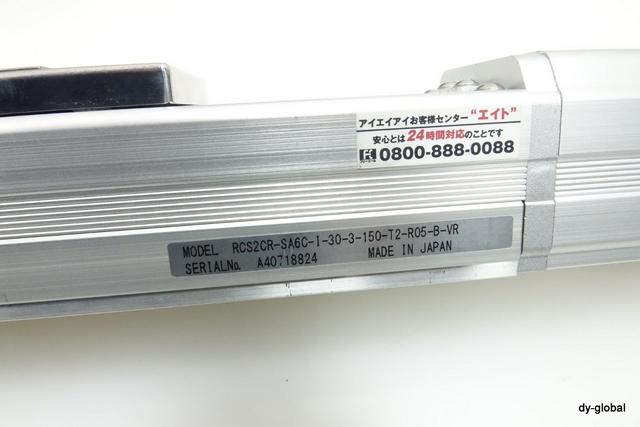 アイエイアイお客様センター"エイト"
安心とは24時間対応のことです
0800-888-0088
MODEL RCS2CR-SA6C-I-30-3-150-T2-R05-B-VR
SERIALNo. A40718824 MADE IN JAPAN
dy-global